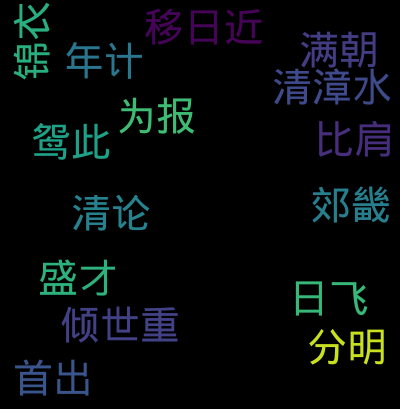 锦衣
移日近
年计
满朝
清漳水
为报
鸳此
比肩
清论
郊畿
盛才
日飞
倾世重
分明
首出